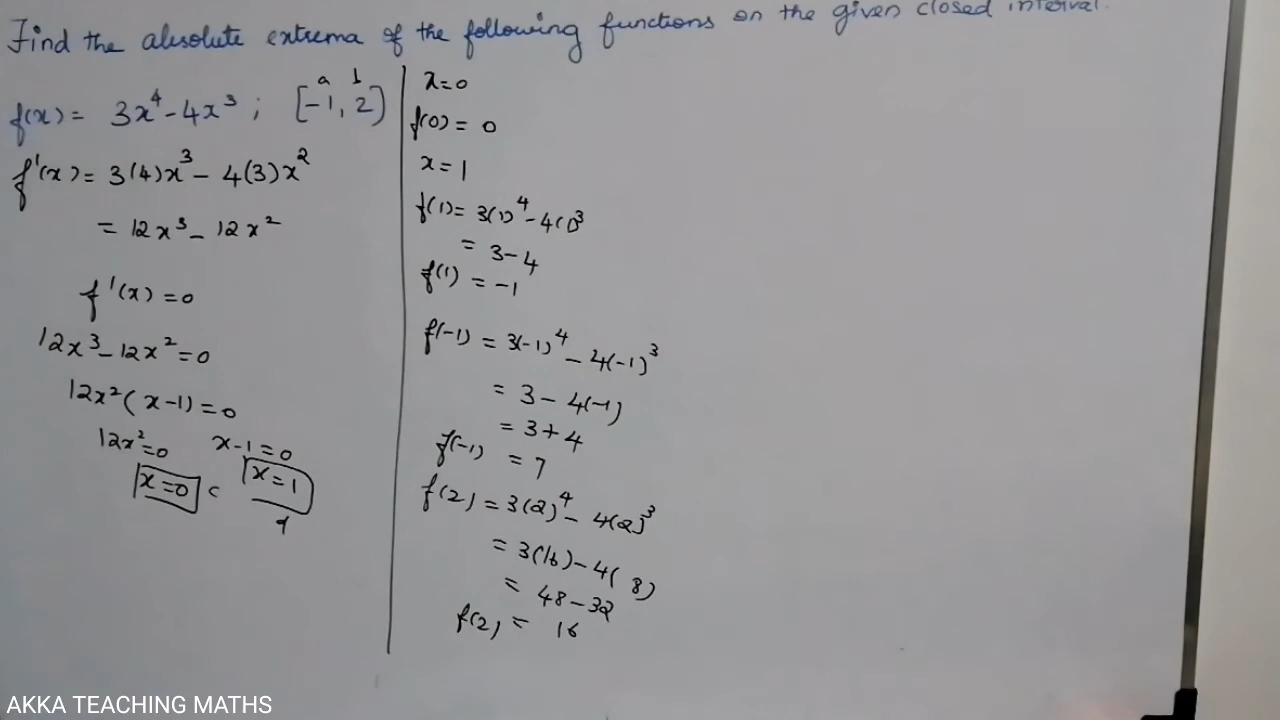 Find the absolute extrema of the following functions on the given closed interval.
a b
f(x) = 3x⁴ - 4x³ ; [-1, 2]
f'(x) = 3(4)x³ - 4(3)x²
= 12x³ - 12x²
f'(x) = 0
12x³ - 12x² = 0
12x² (x-1) = 0
12x² = 0 x-1 = 0
x = 0 x = 1
x = 0
f(0) = 0
x = 1
f(1) = 3(1)⁴ - 4(1)³
= 3 - 4
f(1) = -1
f(-1) = 3(-1)⁴ - 4(-1)³
= 3 - 4(-1)
= 3 + 4
f(-1) = 7
f(2) = 3(2)⁴ - 4(2)³
= 3(16) - 4(8)
= 48 - 32
f(2) = 16
AKKA TEACHING MATHS